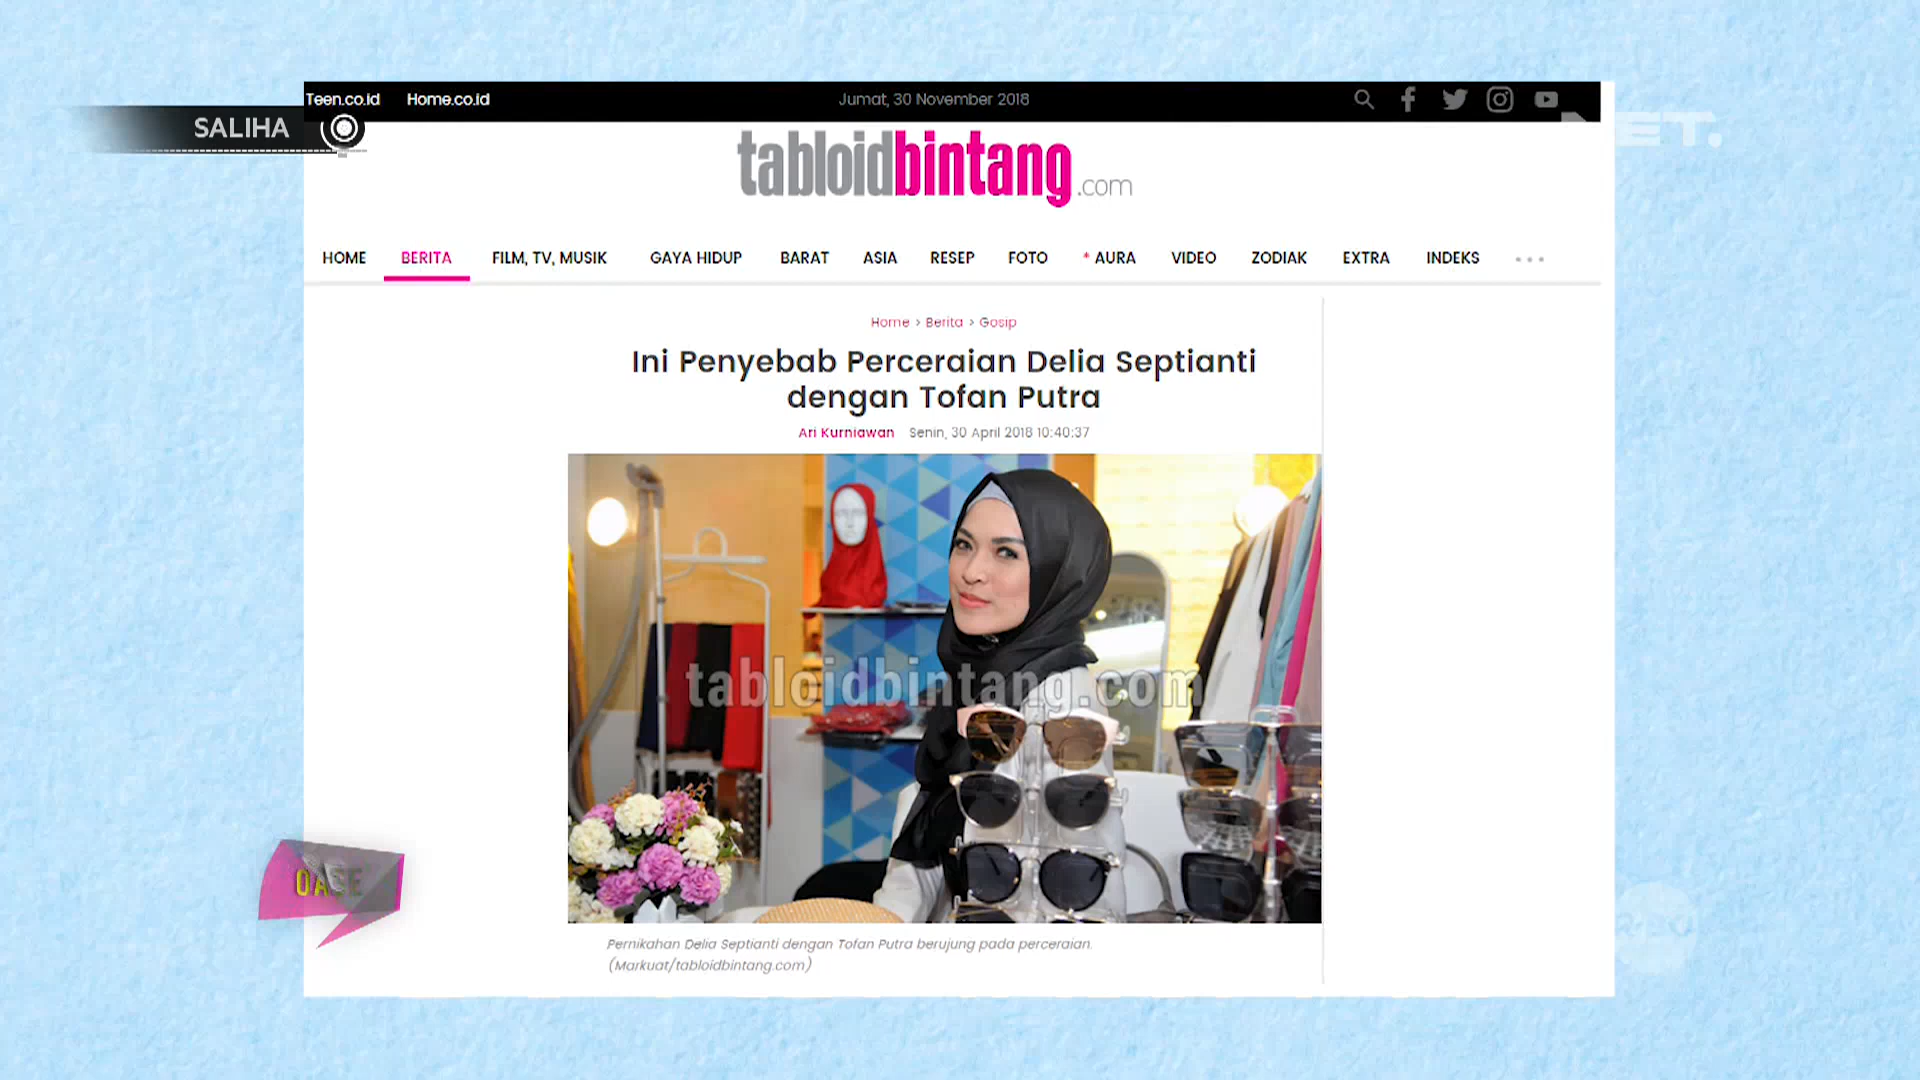 Teen.co.id Home.co.id Jumat, 30 November 2018
SALIHA
NET.
tabloidbintang.com
HOME BERITA FILM, TV, MUSIK GAYA HIDUP BARAT ASIA RESEP FOTO * AURA VIDEO ZODIAK EXTRA INDEKS ...
Home > Berita > Gosip
Ini Penyebab Perceraian Delia Septianti
dengan Tofan Putra
Ari Kurniawan Senin, 30 April 2018 10:40:37
tabloidbintang.com
OASE
Pernikahan Delia Septianti dengan Tofan Putra berujung pada perceraian.
(Markuat/tabloidbintang.com)